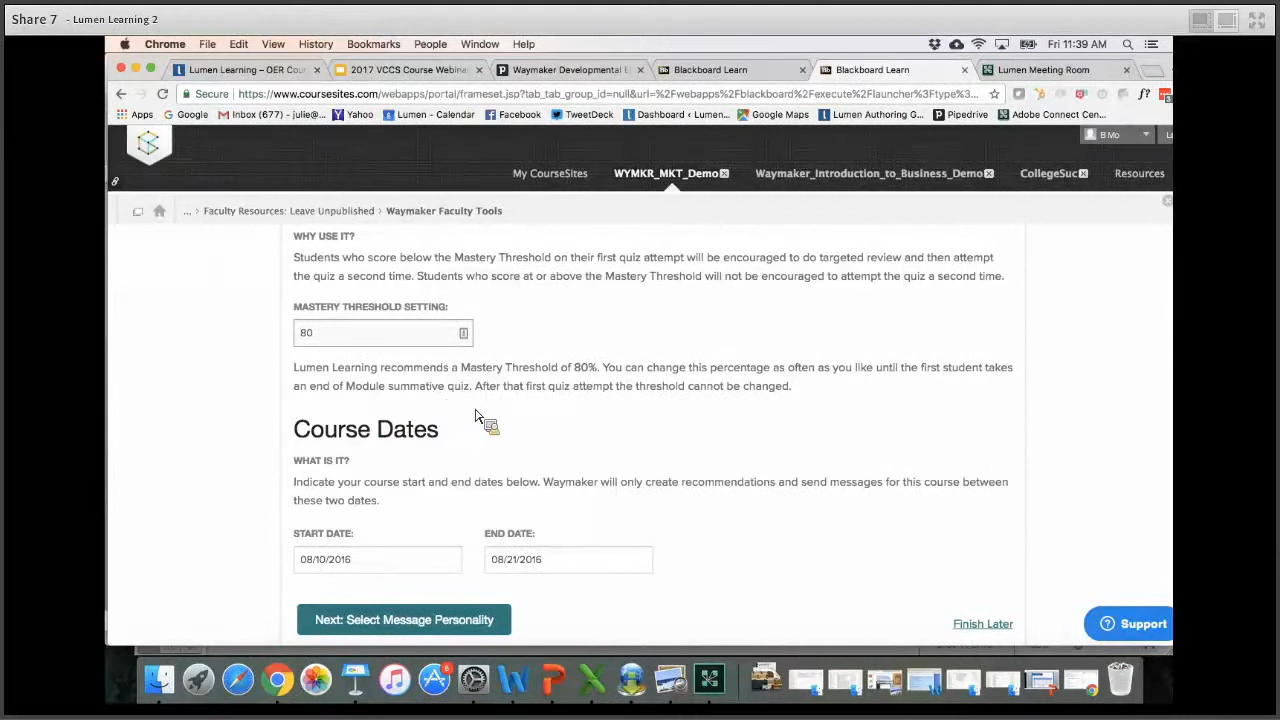 Share 7 - Lumen Learning 2
Chrome File Edit View History Bookmarks People Window Help Fri 11:39 AM
Lumen Learning – OER Cou 2017 VCCS Course Webinar Waymaker Developmental E Blackboard Learn Blackboard Learn Lumen Meeting Room
Secure https://www.coursesites.com/webapps/portal/frameset.jsp?tab_tab_group_id=null&url=%2Fwebapps%2Fblackboard%2Fexecute%2Flauncher%3Ftype%3...
Apps Google Inbox (677) - julie@... Yahoo Lumen - Calendar Facebook TweetDeck Dashboard ‹ Lumen... Google Maps Lumen Authoring G... Pipedrive Adobe Connect Cen...
B Mo
My CourseSites WYMKR_MKT_Demo Waymaker_Introduction_to_Business_Demo CollegeSuc Resources
... > Faculty Resources: Leave Unpublished > Waymaker Faculty Tools
WHY USE IT?
Students who score below the Mastery Threshold on their first quiz attempt will be encouraged to do targeted review and then attempt
the quiz a second time. Students who score at or above the Mastery Threshold will not be encouraged to attempt the quiz a second time.
MASTERY THRESHOLD SETTING:
80
Lumen Learning recommends a Mastery Threshold of 80%. You can change this percentage as often as you like until the first student takes
an end of Module summative quiz. After that first quiz attempt the threshold cannot be changed.
Course Dates
WHAT IS IT?
Indicate your course start and end dates below. Waymaker will only create recommendations and send messages for this course between
these two dates.
START DATE: END DATE:
08/10/2016 08/21/2016
Next: Select Message Personality
Finish Later
Support